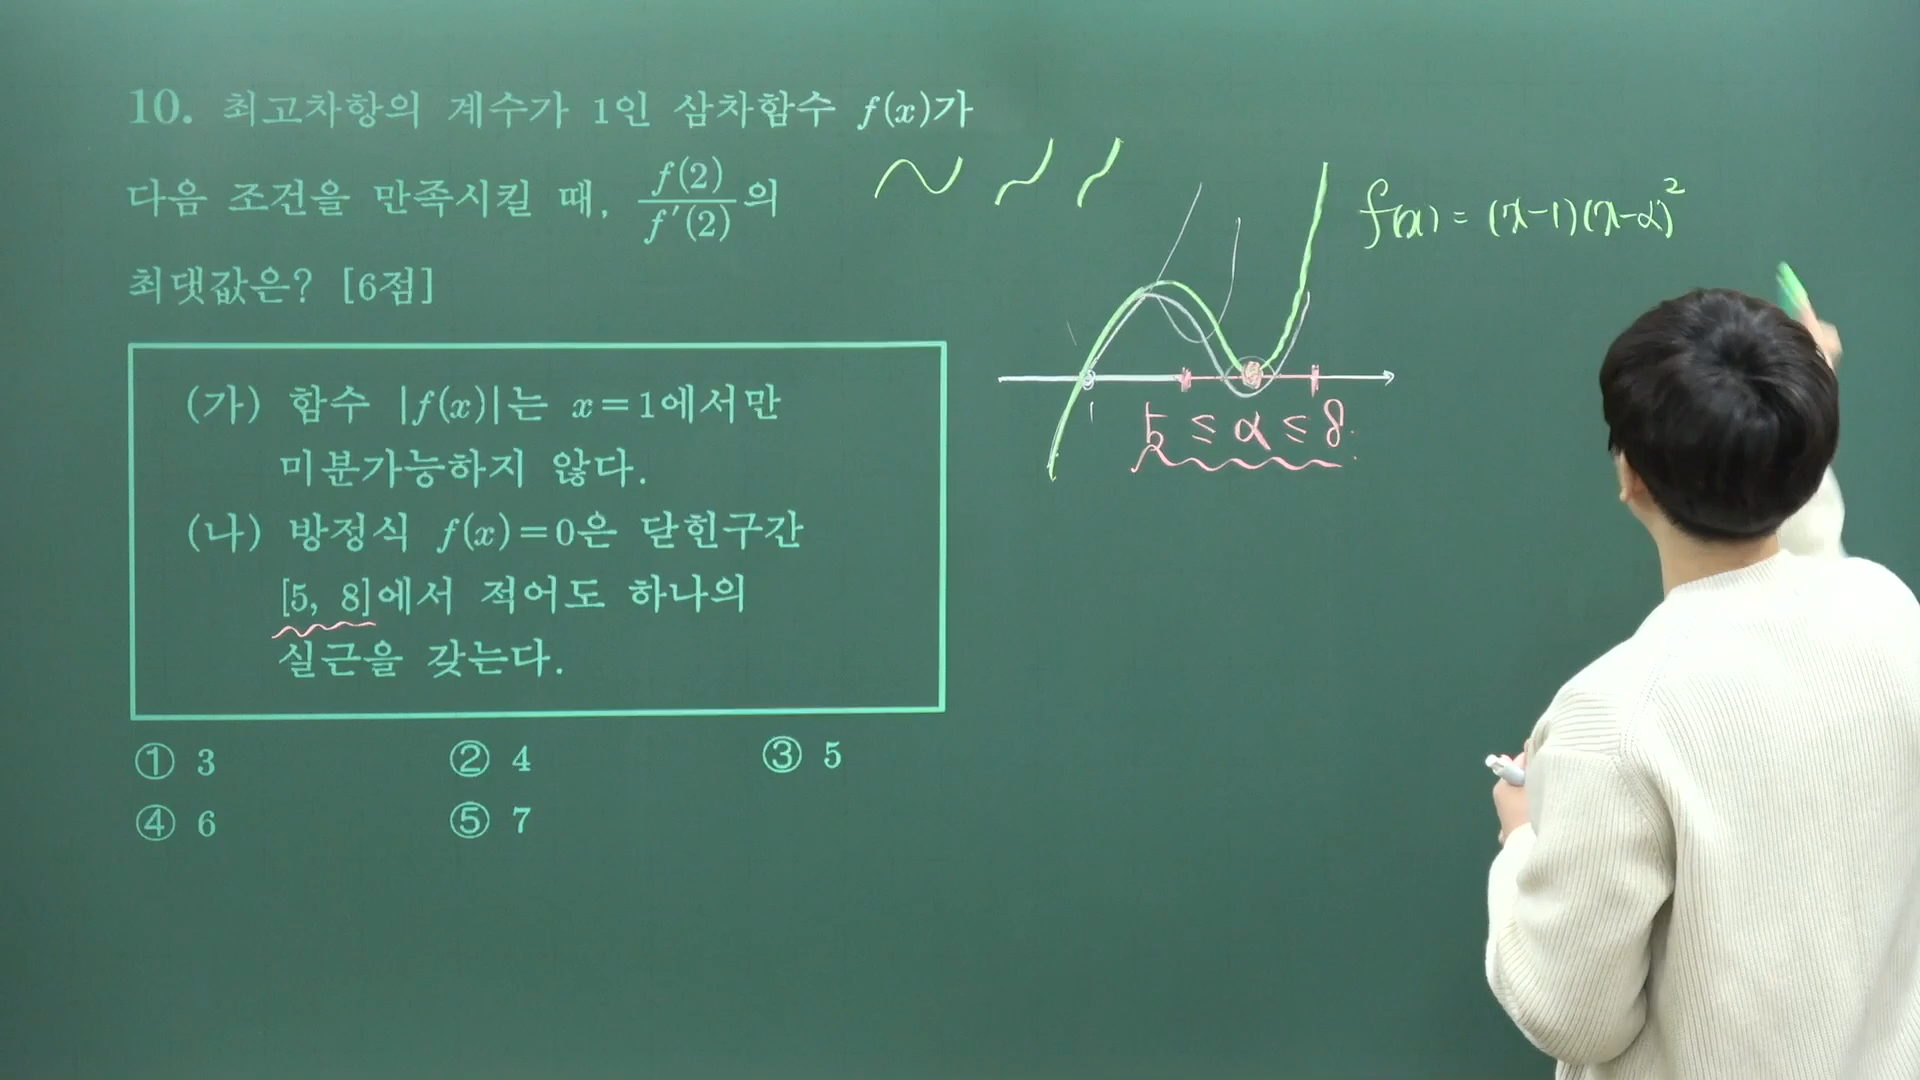 10. 최고차항의 계수가 1인 삼차함수 f(x)가
다음 조건을 만족시킬 때, f(2)/f′(2)의
최댓값은? [6점]
(가) 함수 |f(x)|는 x=1에서만
미분가능하지 않다.
(나) 방정식 f(x)=0은 닫힌구간
[5, 8]에서 적어도 하나의
실근을 갖는다.
① 3 ② 4 ③ 5
④ 6 ⑤ 7
f(x) = (x-1)(x-α)²
1
5 ≤ α ≤ 8